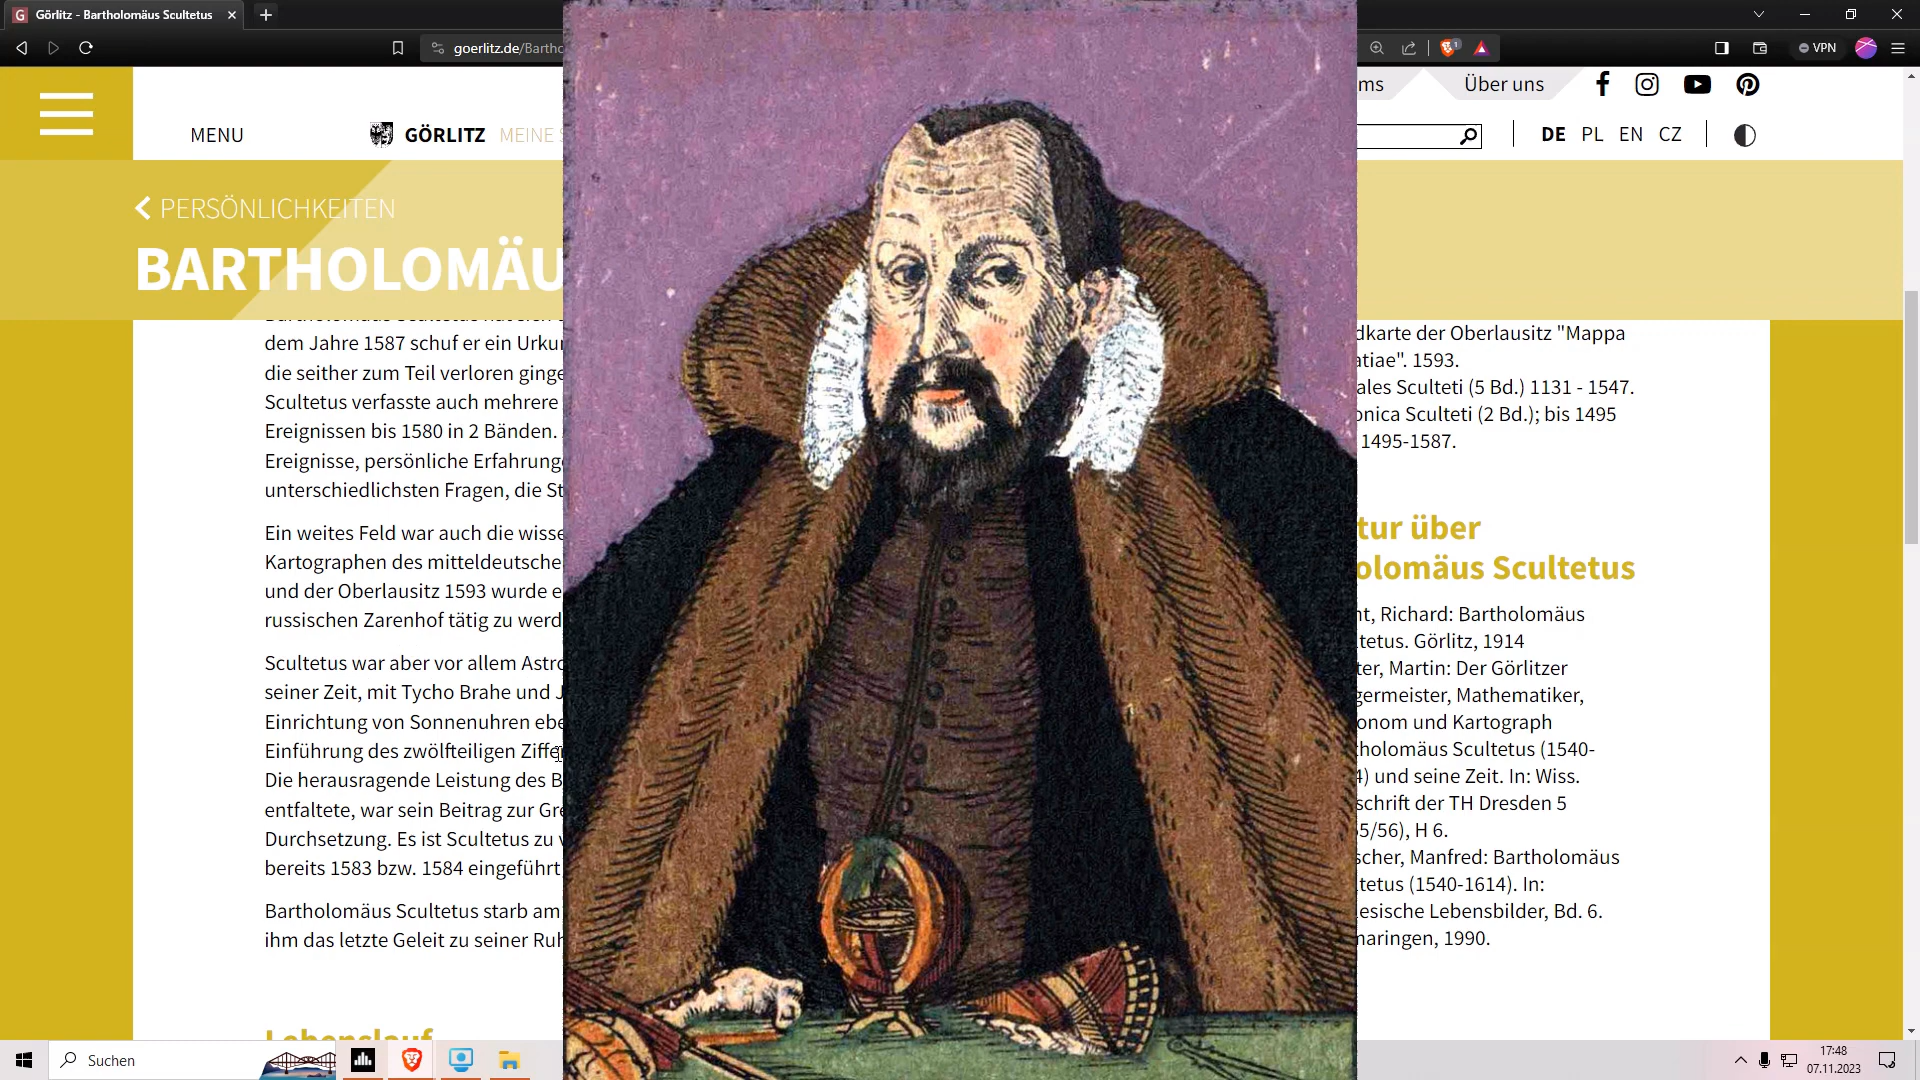 G Görlitz - Bartholomäus Scultetus
goerlitz.de/Bartho
VPN
ms
Über uns
MENU
GÖRLITZ MEINE S
DE PL EN CZ
PERSÖNLICHKEITEN
BARTHOLOMÄU
dem Jahre 1587 schuf er ein Urku
die seither zum Teil verloren ginge
Scultetus verfasste auch mehrere
Ereignissen bis 1580 in 2 Bänden.
Ereignisse, persönliche Erfahrung
unterschiedlichsten Fragen, die St
Ein weites Feld war auch die wisse
Kartographen des mitteldeutsche
und der Oberlausitz 1593 wurde e
russischen Zarenhof tätig zu werd
Scultetus war aber vor allem Astro
seiner Zeit, mit Tycho Brahe und J
Einrichtung von Sonnenuhren ebe
Einführung des zwölfteiligen Ziffe
Die herausragende Leistung des B
entfaltete, war sein Beitrag zur Gre
Durchsetzung. Es ist Scultetus zu v
bereits 1583 bzw. 1584 eingeführt
Bartholomäus Scultetus starb am
ihm das letzte Geleit zu seiner Ruh
Lebenslauf
dkarte der Oberlausitz "Mappa
atiae". 1593.
ales Sculteti (5 Bd.) 1131 - 1547.
onica Sculteti (2 Bd.); bis 1495
1495-1587.
tur über
olomäus Scultetus
nt, Richard: Bartholomäus
tetus. Görlitz, 1914
ter, Martin: Der Görlitzer
germeister, Mathematiker,
onom und Kartograph
tholomäus Scultetus (1540-
4) und seine Zeit. In: Wiss.
schrift der TH Dresden 5
55/56), H 6.
scher, Manfred: Bartholomäus
tetus (1540-1614). In:
esische Lebensbilder, Bd. 6.
maringen, 1990.
Suchen
17:48
07.11.2023